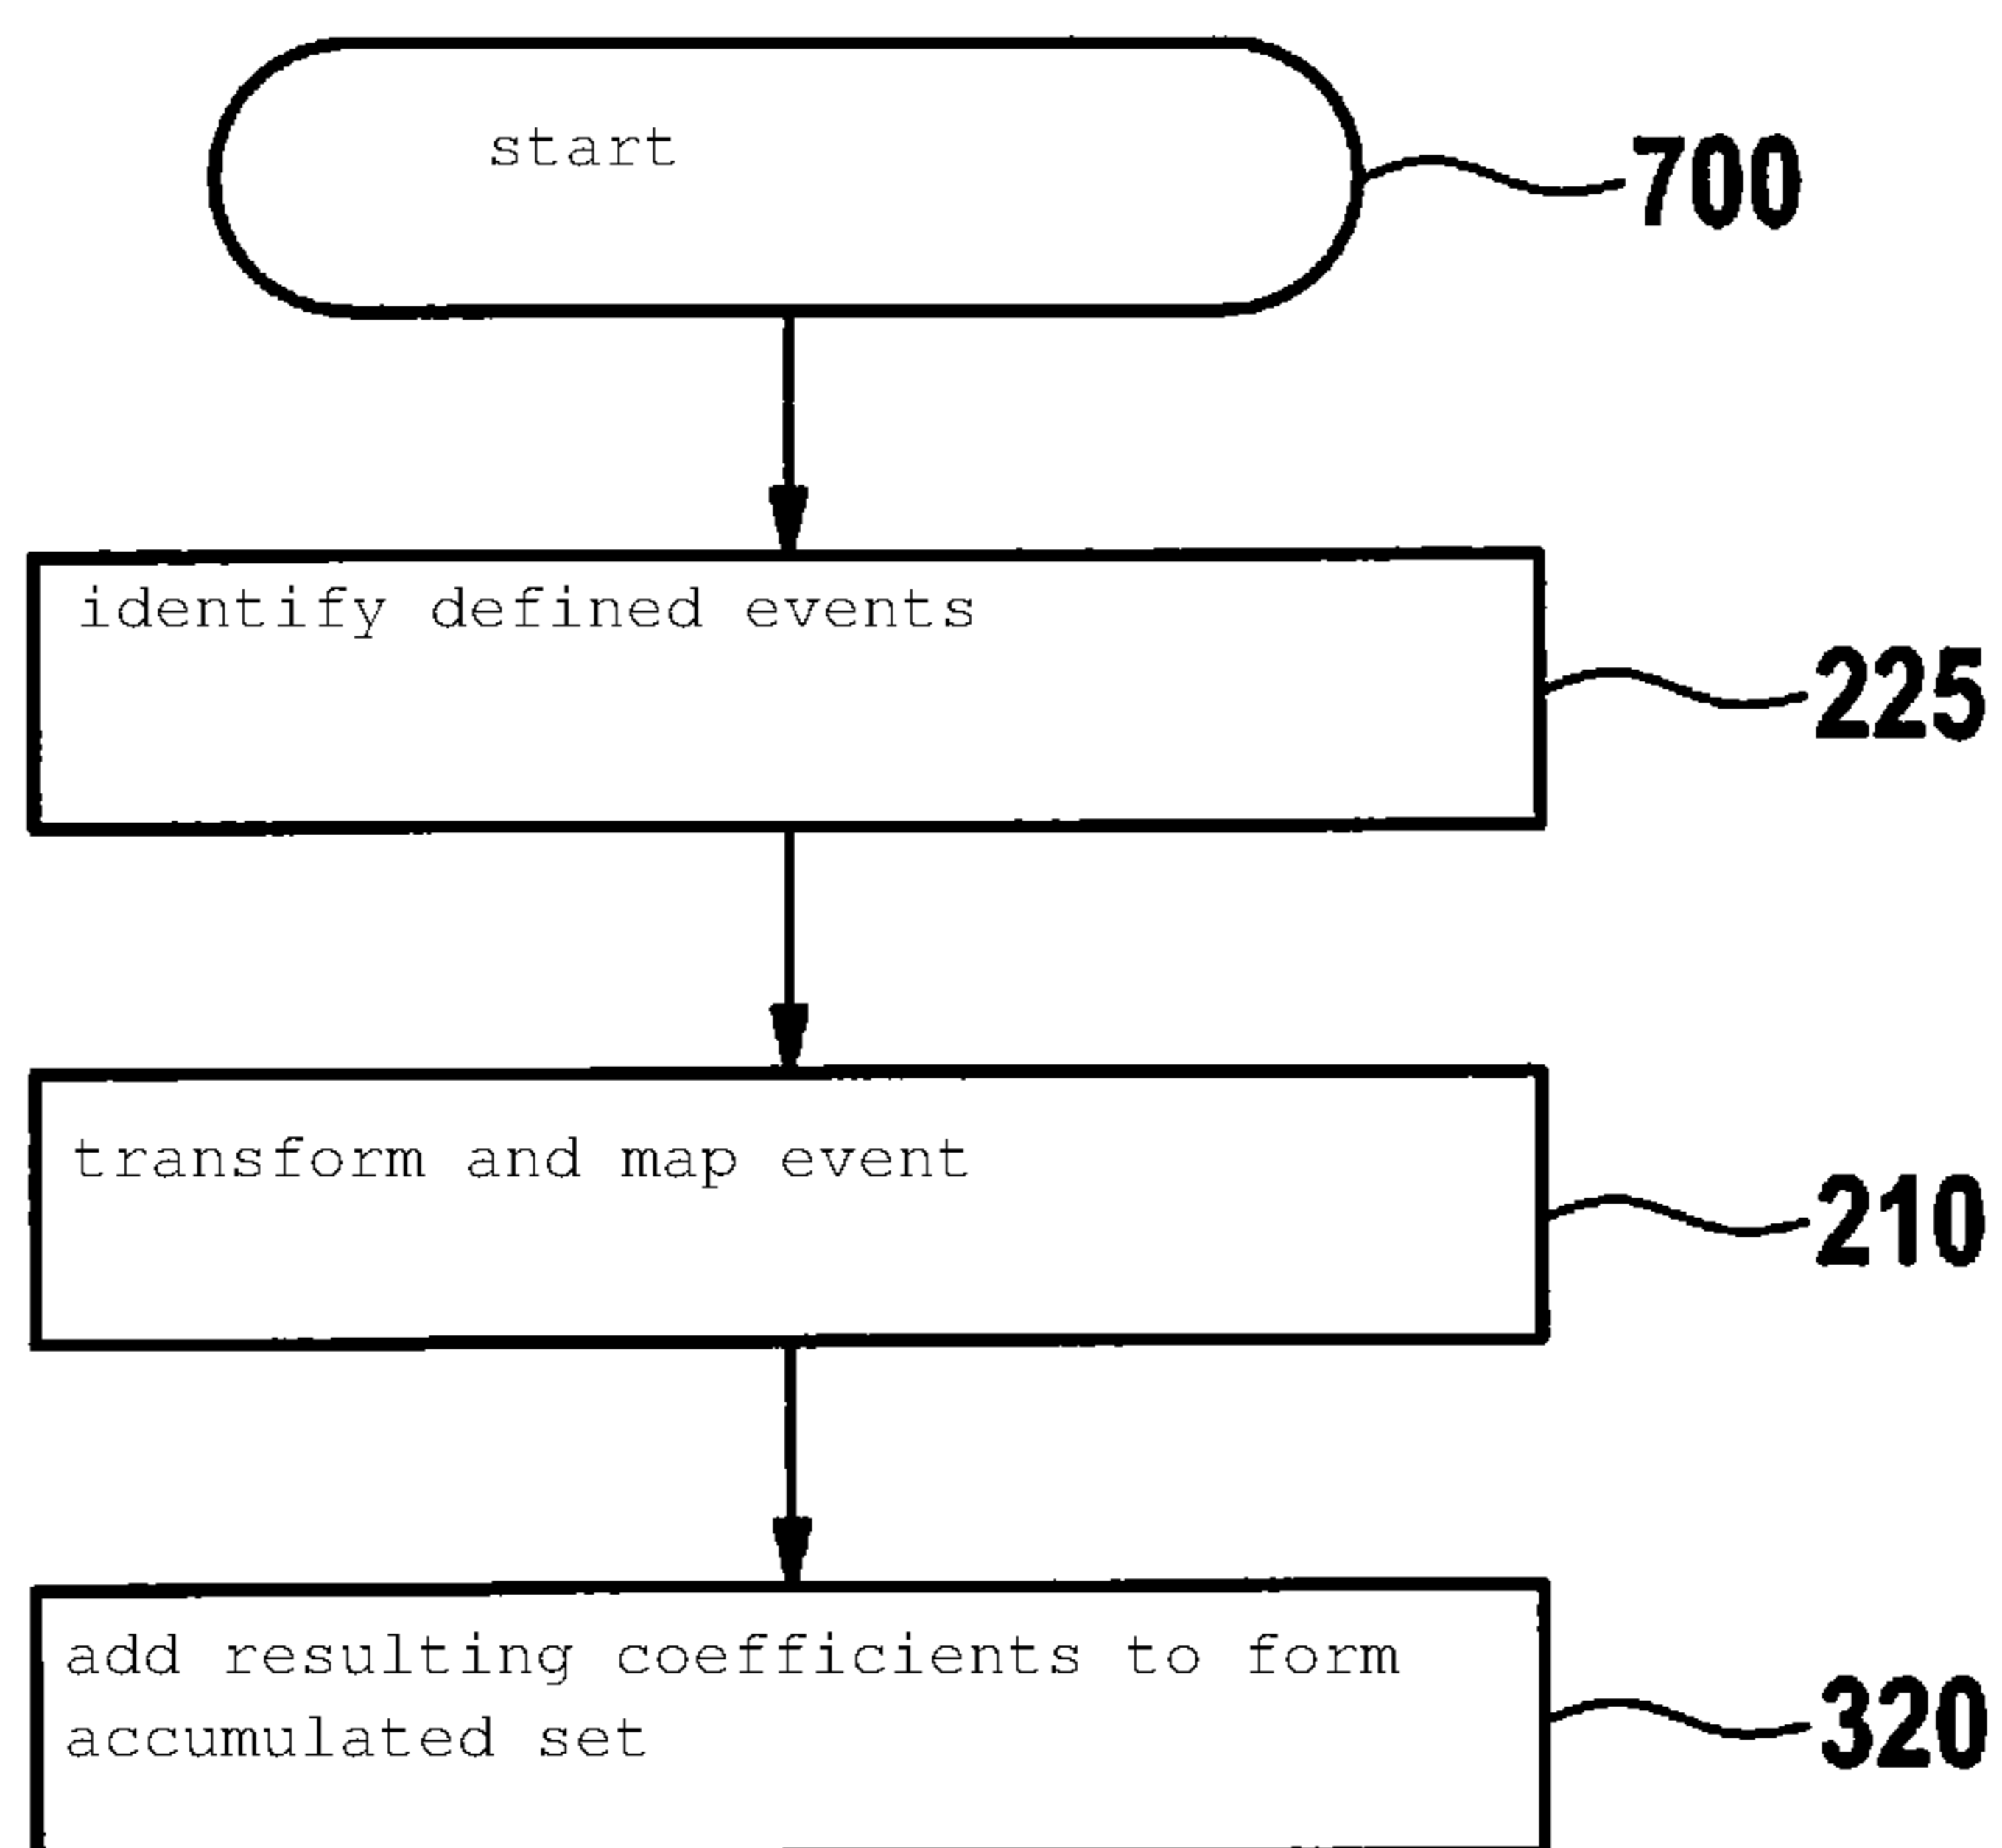 start
700
identify defined events
225
transform and map event
210
add resulting coefficients to form
accumulated set
320